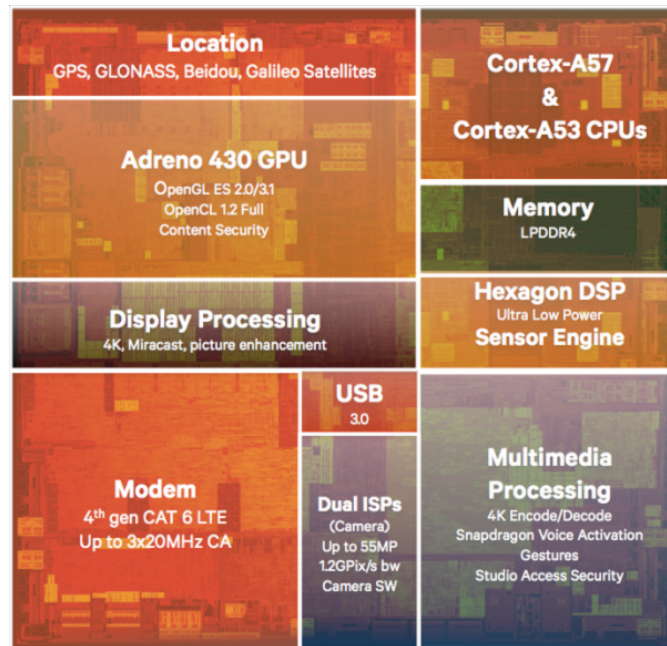 Location
GPS, GLONASS, Beidou, Galileo Satellites
Adreno 430 GPU
OpenGL ES 2.0/3.1
OpenCL 1.2 Full
Content Security
Display Processing
4K, Miracast, picture enhancement
Cortex-A57
&
Cortex-A53 CPUs
Memory
LPDDR4
Hexagon DSP
Ultra Low Power
Sensor Engine
Modem
4th gen CAT 6 LTE
Up to 3x20MHz CA
USB
3.0
Dual ISPs
(Camera)
Up to 55MP
1.2GPix/s bw
Camera SW
Multimedia
Processing
4K Encode/Decode
Snapdragon Voice Activation
Gestures
Studio Access Security